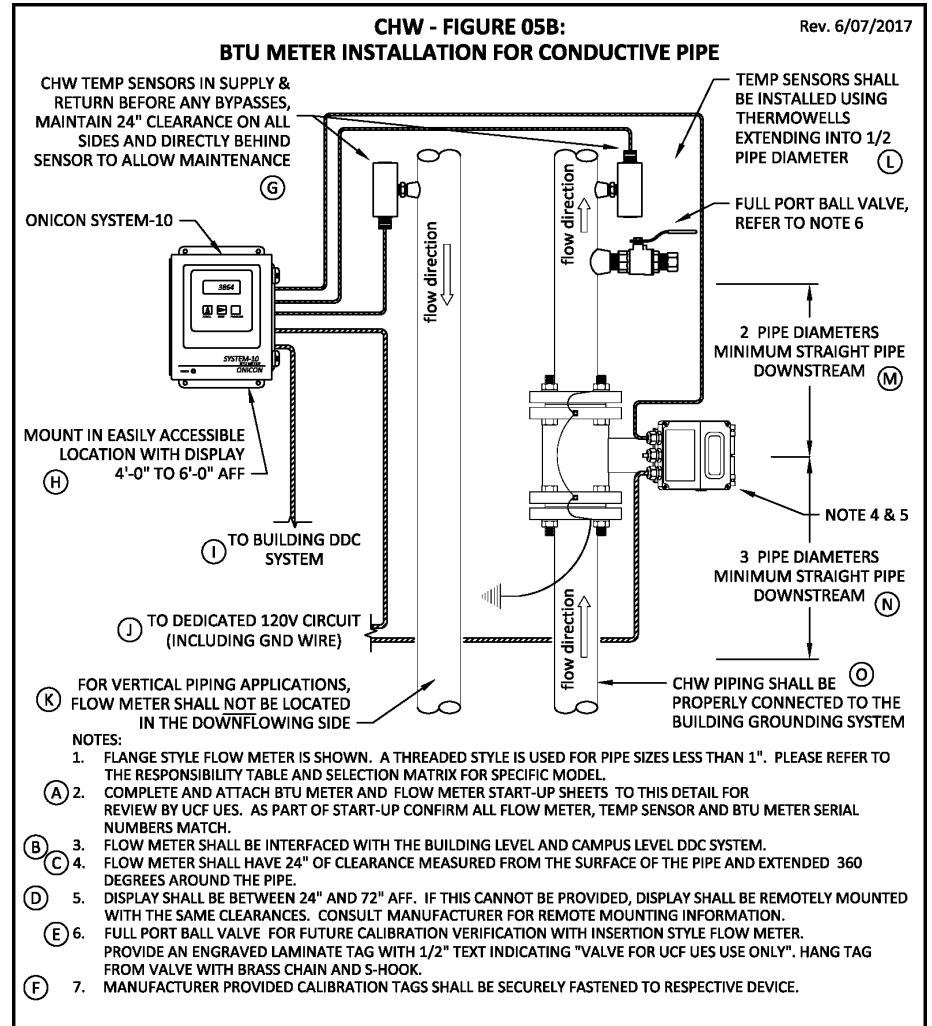 CHW - FIGURE 05B:
BTU METER INSTALLATION FOR CONDUCTIVE PIPE
Rev. 6/07/2017
CHW TEMP SENSORS IN SUPPLY &
RETURN BEFORE ANY BYPASSES,
MAINTAIN 24" CLEARANCE ON ALL
SIDES AND DIRECTLY BEHIND
SENSOR TO ALLOW MAINTENANCE
G
TEMP SENSORS SHALL
BE INSTALLED USING
THERMOWELLS
EXTENDING INTO 1/2
PIPE DIAMETER
L
ONICON SYSTEM-10
FULL PORT BALL VALVE,
REFER TO NOTE 6
flow direction
flow direction
3864
SYSTEM-10
ONICON
2 PIPE DIAMETERS
MINIMUM STRAIGHT PIPE
DOWNSTREAM
M
MOUNT IN EASILY ACCESSIBLE
LOCATION WITH DISPLAY
4'-0" TO 6'-0" AFF
H
NOTE 4 & 5
I
TO BUILDING DDC
SYSTEM
3 PIPE DIAMETERS
MINIMUM STRAIGHT PIPE
DOWNSTREAM
N
J
TO DEDICATED 120V CIRCUIT
(INCLUDING GND WIRE)
flow direction
K
FOR VERTICAL PIPING APPLICATIONS,
FLOW METER SHALL NOT BE LOCATED
IN THE DOWNFLOWING SIDE
O
CHW PIPING SHALL BE
PROPERLY CONNECTED TO THE
BUILDING GROUNDING SYSTEM
NOTES:
1. FLANGE STYLE FLOW METER IS SHOWN. A THREADED STYLE IS USED FOR PIPE SIZES LESS THAN 1". PLEASE REFER TO
THE RESPONSIBILITY TABLE AND SELECTION MATRIX FOR SPECIFIC MODEL.
A 2. COMPLETE AND ATTACH BTU METER AND FLOW METER START-UP SHEETS TO THIS DETAIL FOR
REVIEW BY UCF UES. AS PART OF START-UP CONFIRM ALL FLOW METER, TEMP SENSOR AND BTU METER SERIAL
NUMBERS MATCH.
B 3. FLOW METER SHALL BE INTERFACED WITH THE BUILDING LEVEL AND CAMPUS LEVEL DDC SYSTEM.
C 4. FLOW METER SHALL HAVE 24" OF CLEARANCE MEASURED FROM THE SURFACE OF THE PIPE AND EXTENDED 360
DEGREES AROUND THE PIPE.
D 5. DISPLAY SHALL BE BETWEEN 24" AND 72" AFF. IF THIS CANNOT BE PROVIDED, DISPLAY SHALL BE REMOTELY MOUNTED
WITH THE SAME CLEARANCES. CONSULT MANUFACTURER FOR REMOTE MOUNTING INFORMATION.
E 6. FULL PORT BALL VALVE FOR FUTURE CALIBRATION VERIFICATION WITH INSERTION STYLE FLOW METER.
PROVIDE AN ENGRAVED LAMINATE TAG WITH 1/2" TEXT INDICATING "VALVE FOR UCF UES USE ONLY". HANG TAG
FROM VALVE WITH BRASS CHAIN AND S-HOOK.
F 7. MANUFACTURER PROVIDED CALIBRATION TAGS SHALL BE SECURELY FASTENED TO RESPECTIVE DEVICE.